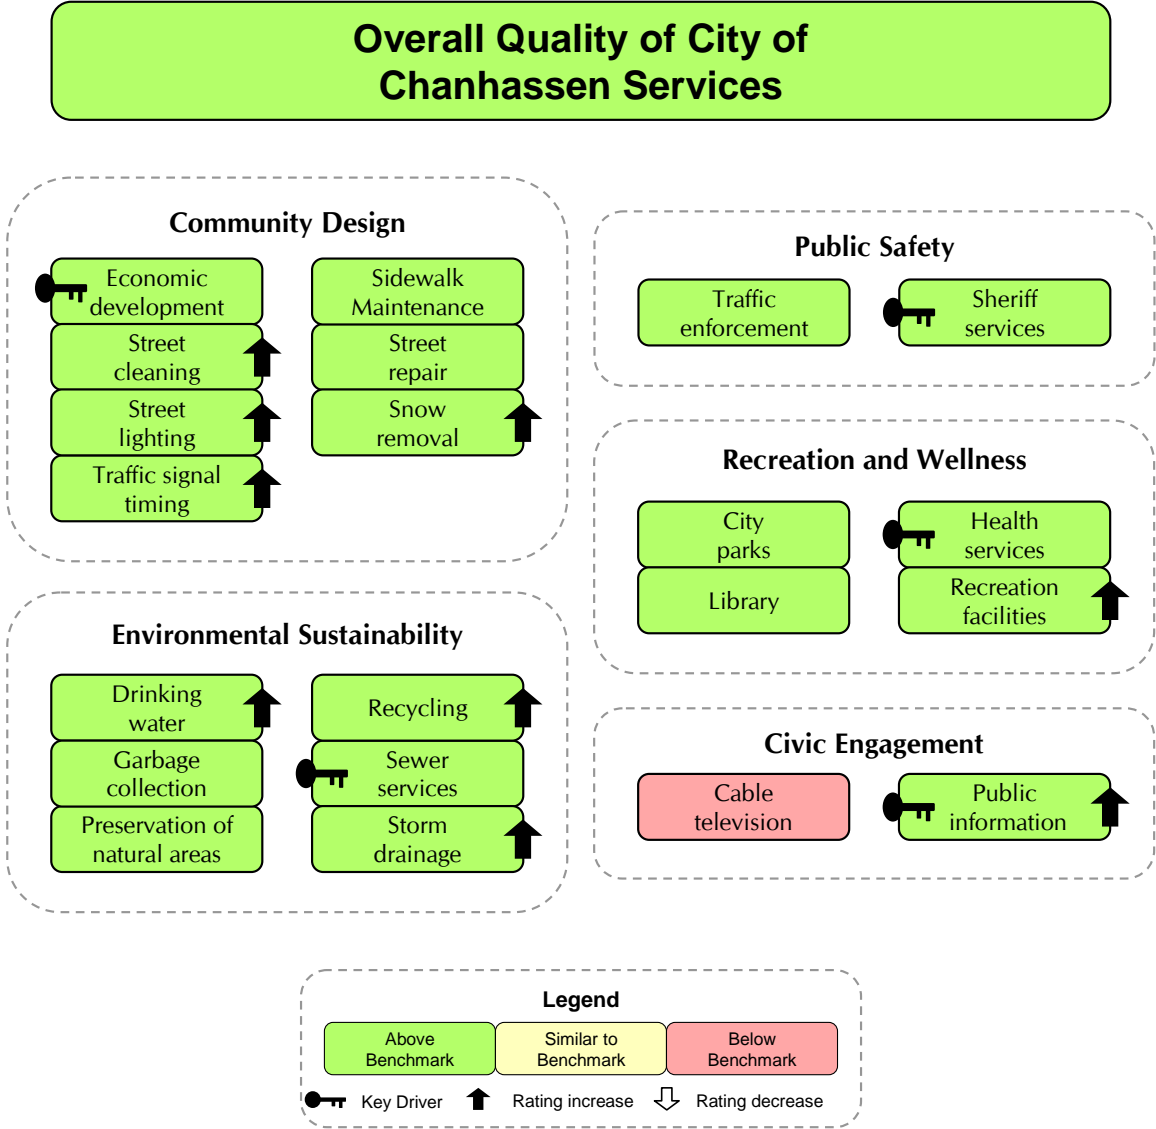 Overall Quality of City of
Chanhassen Services
Community Design
Economic
development
Street
cleaning
Street
lighting
Traffic signal
timing
Sidewalk
Maintenance
Street
repair
Snow
removal
Public Safety
Traffic
enforcement
Sheriff
services
Recreation and Wellness
City
parks
Library
Health
services
Recreation
facilities
Environmental Sustainability
Drinking
water
Garbage
collection
Preservation of
natural areas
Recycling
Sewer
services
Storm
drainage
Civic Engagement
Cable
television
Public
information
Legend
Above
Benchmark
Similar to
Benchmark
Below
Benchmark
Key Driver
Rating increase
Rating decrease